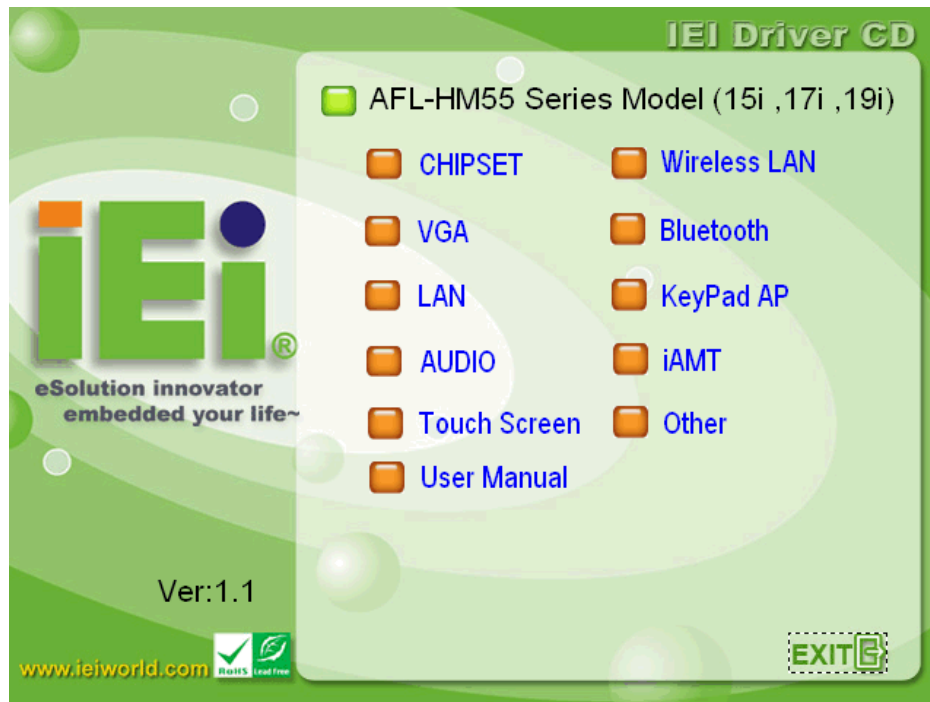 IEI Driver CD
AFL-HM55 Series Model (15i ,17i ,19i)
CHIPSET
Wireless LAN
VGA
Bluetooth
LAN
KeyPad AP
AUDIO
iAMT
Touch Screen
Other
User Manual
iEi®
eSolution innovator
embedded your life~
Ver:1.1
www.ieiworld.com
RoHS
Lead Free
EXIT